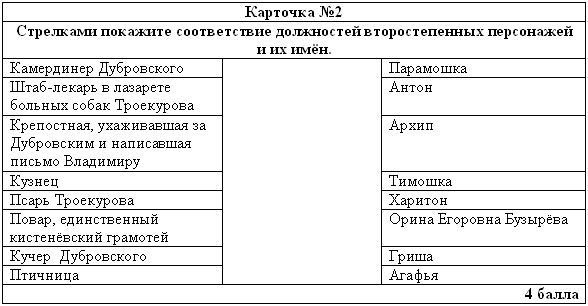 Карточка №2
Стрелками покажите соответствие должностей второстепенных персонажей
и их имён.
Камердинер Дубровского
Парамошка
Штаб-лекарь в лазарете
больных собак Троекурова
Антон
Крепостная, ухаживавшая за
Дубровским и написавшая
письмо Владимиру
Архип
Кузнец
Тимошка
Псарь Троекурова
Харитон
Повар, единственный
кистенёвский грамотей
Орина Егоровна Бузырёва
Кучер Дубровского
Гриша
Птичница
Агафья
4 балла